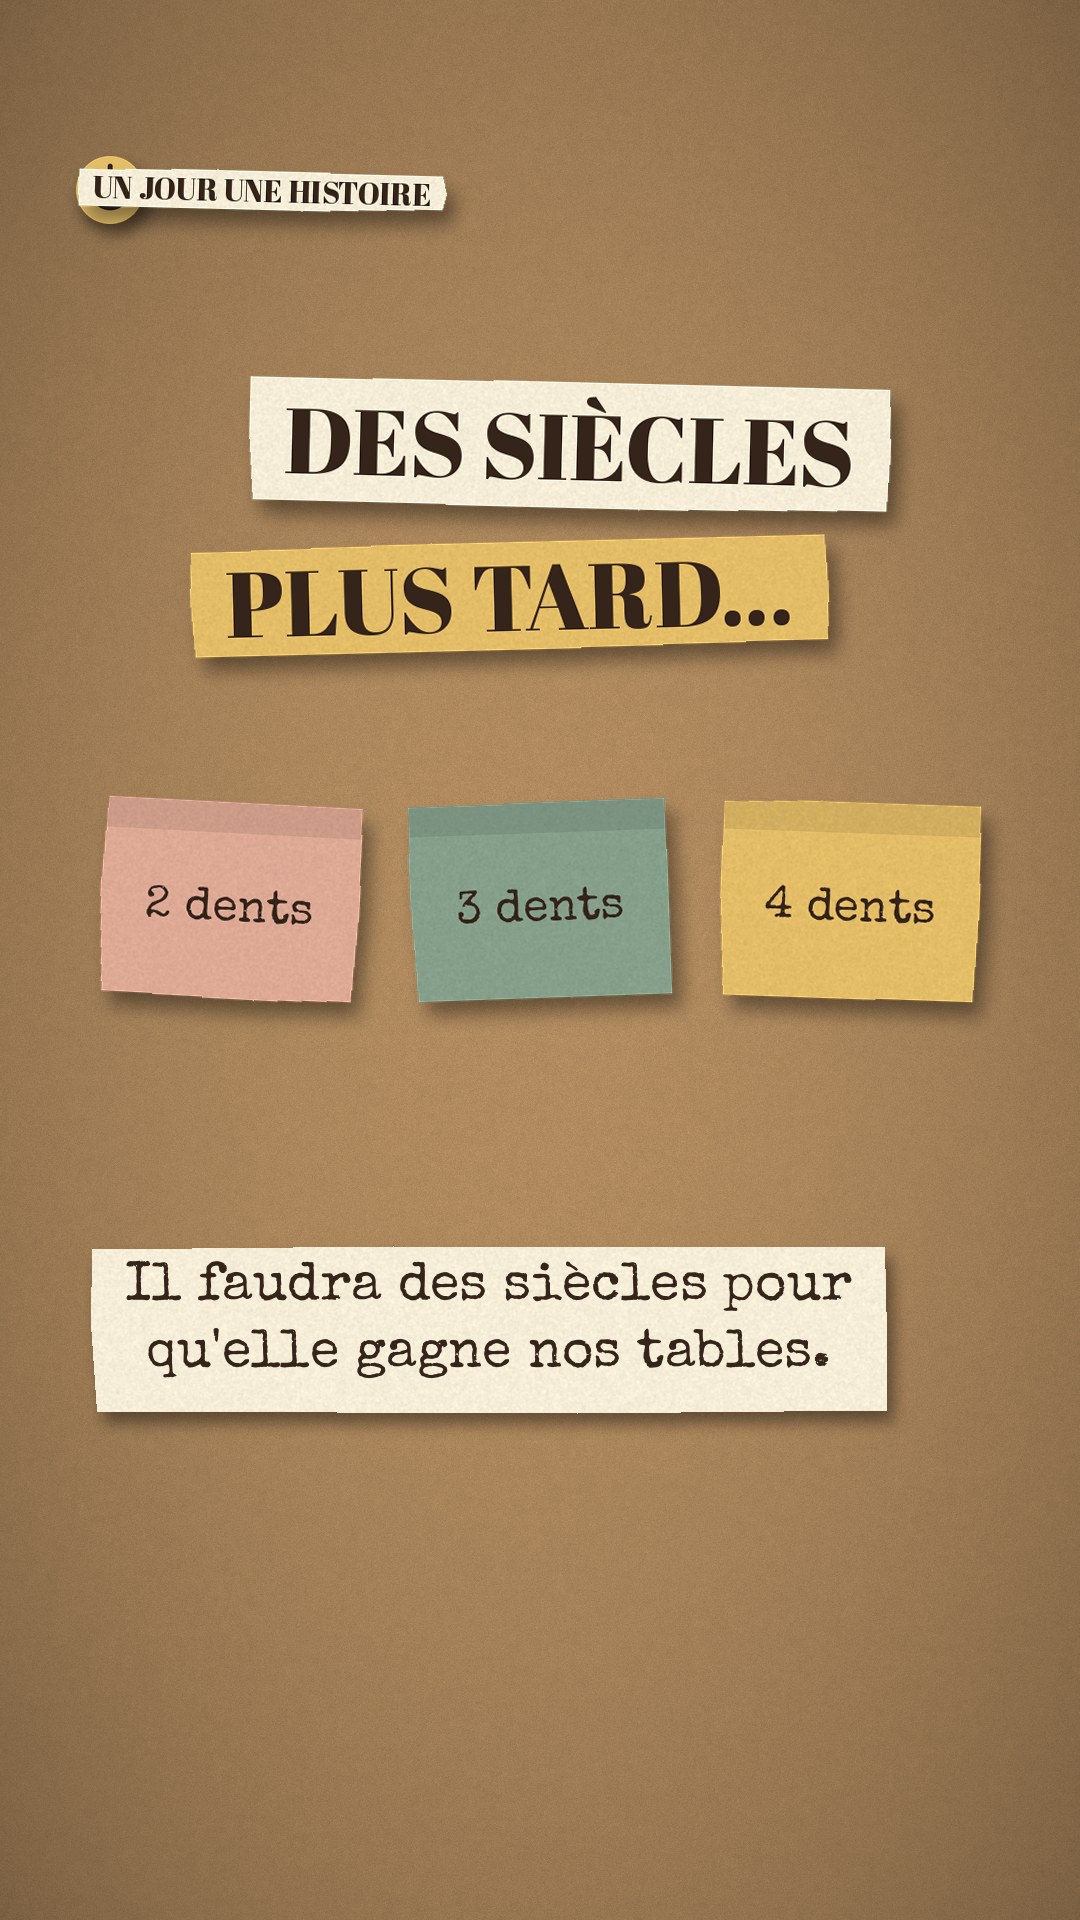 UN JOUR UNE HISTOIRE
DES SIÈCLES
PLUS TARD...
2 dents
3 dents
4 dents
Il faudra des siècles pour
qu'elle gagne nos tables.